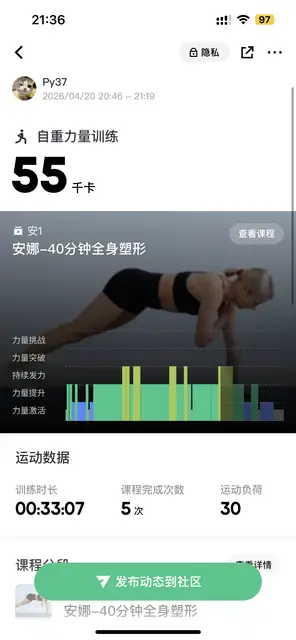 21:36
97
隐私
Py37
2026/04/20 20:46 - 21:19
自重力量训练
55 千卡
安1
查看课程
安娜-40分钟全身塑形
力量挑战
力量突破
持续发力
力量提升
力量激活
运动数据
训练时长 课程完成次数 运动负荷
00:33:07 5 次 30
课程分段
发布动态到社区
安娜-40分钟全身塑形